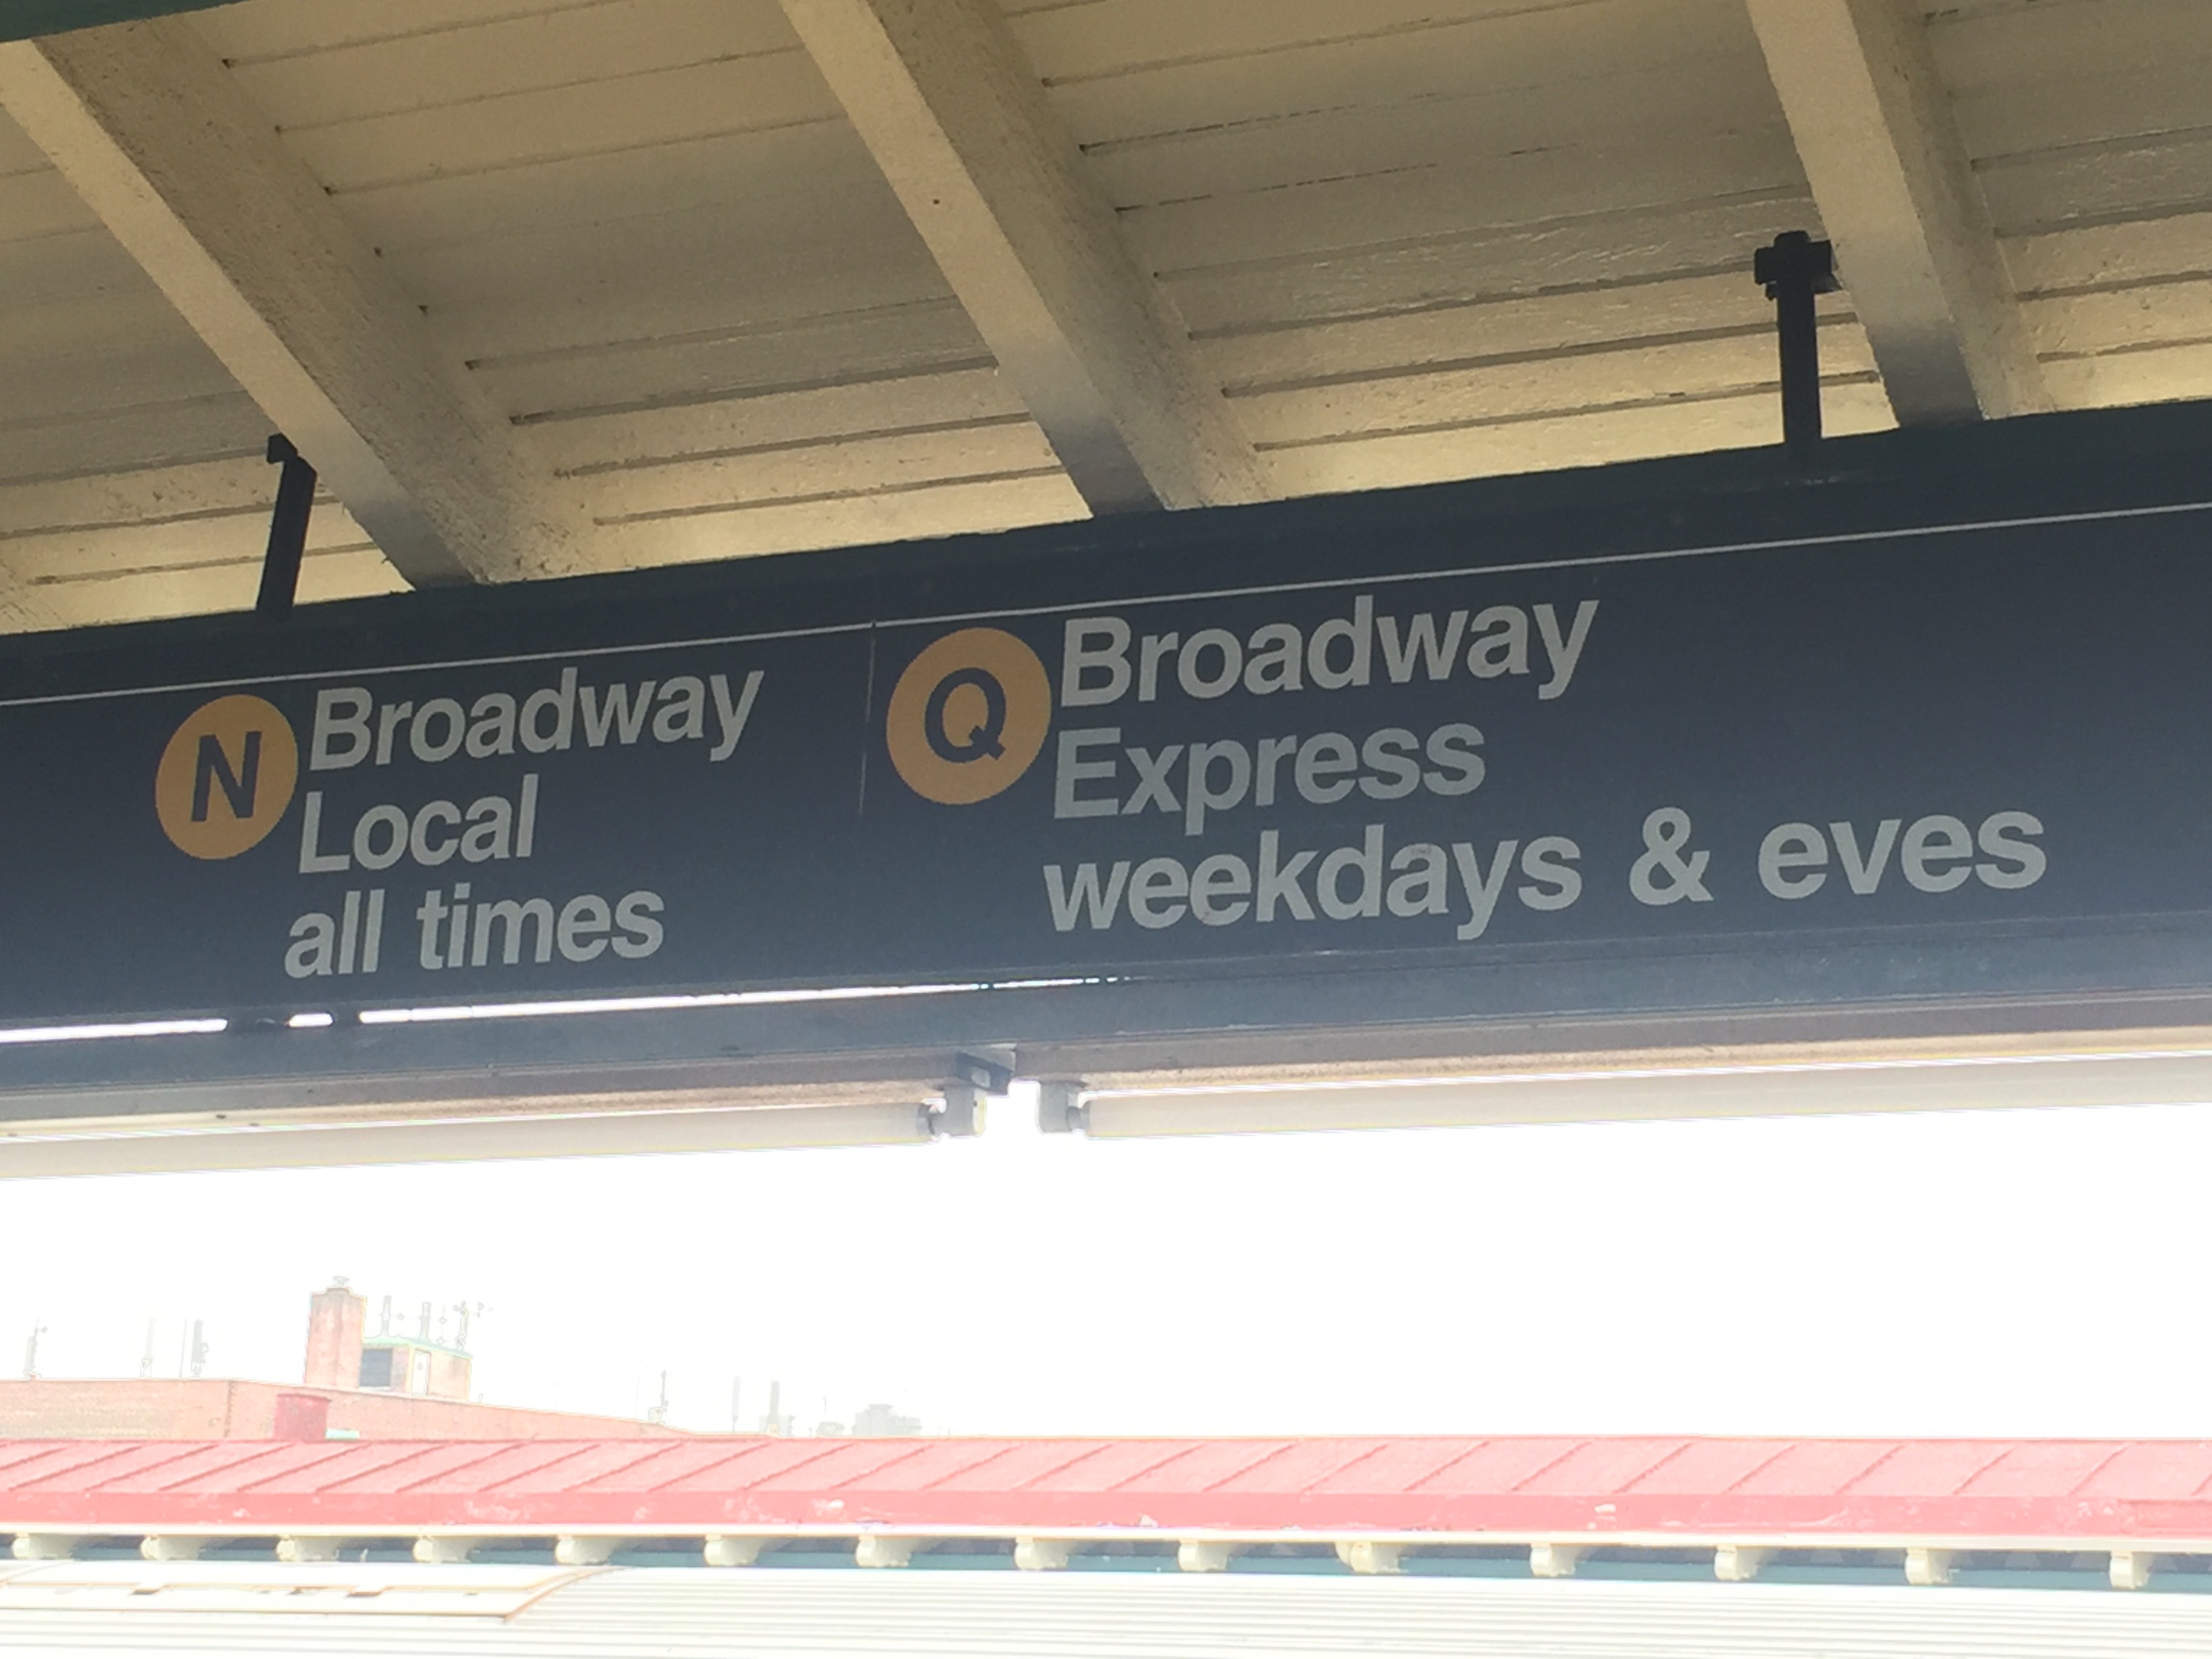 N Broadway
Local
all times
Q Broadway
Express
weekdays & eves